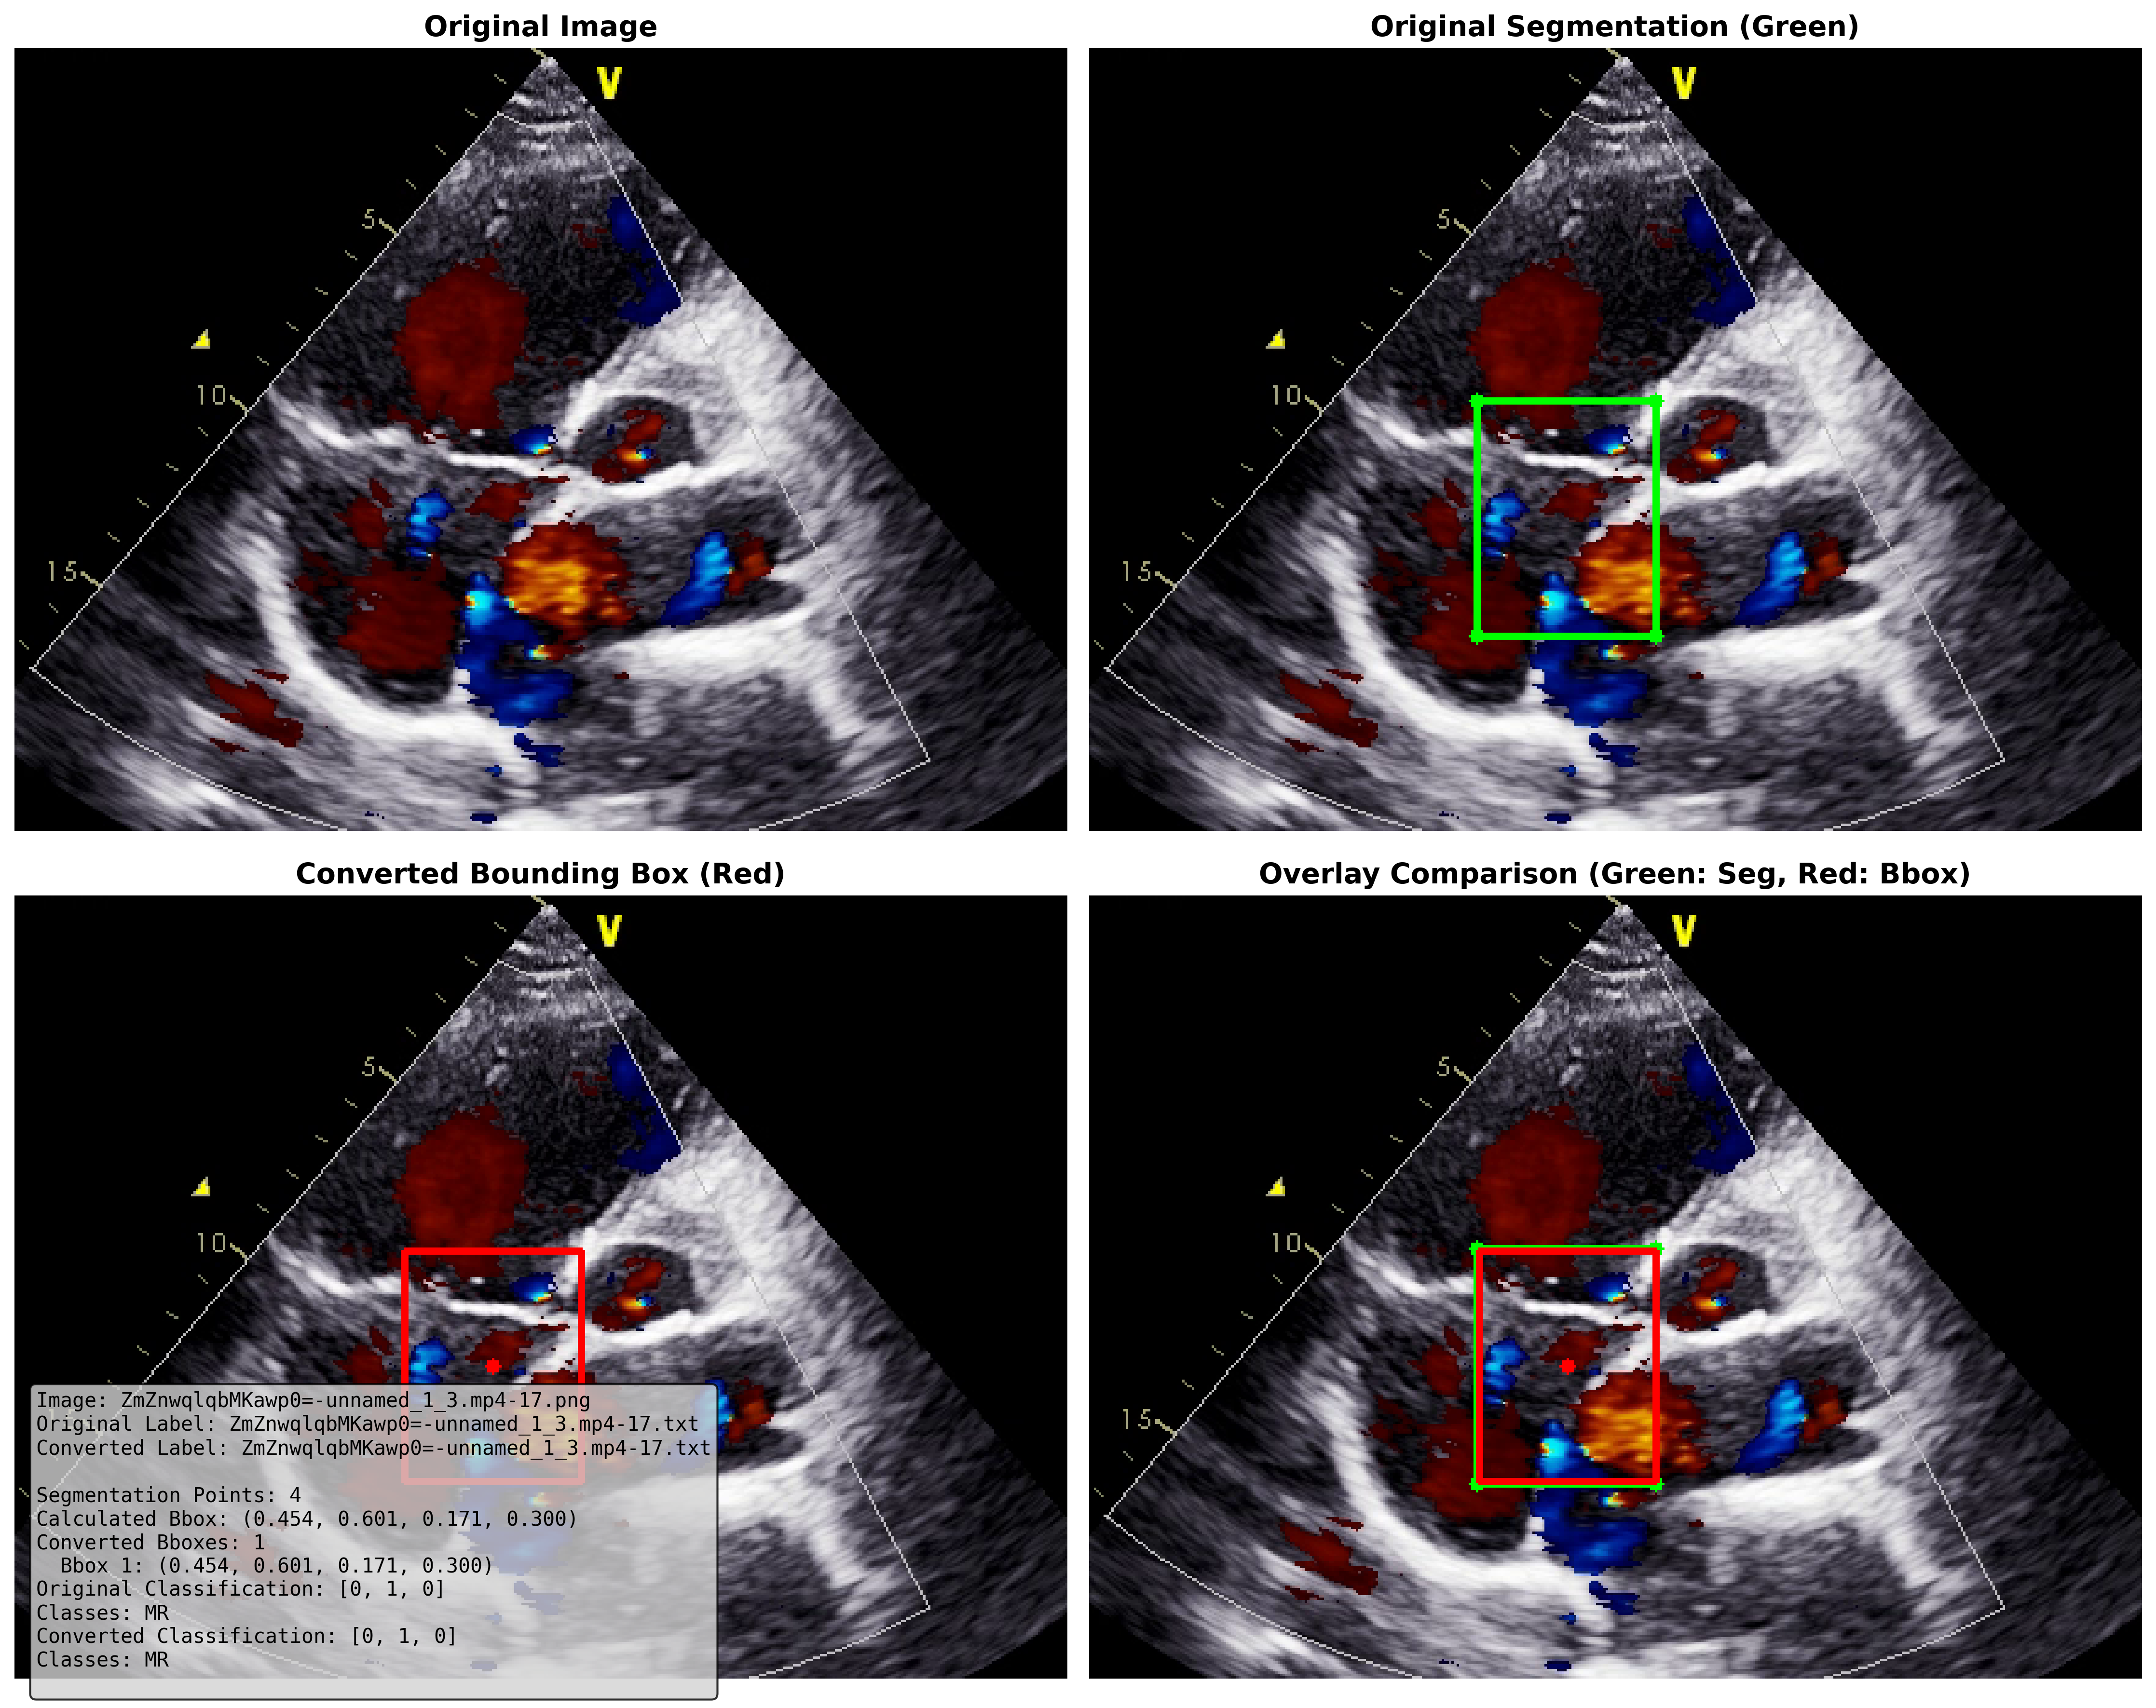 Original Image
V
5
10
15
Original Segmentation (Green)
V
5
10
15
Converted Bounding Box (Red)
V
5
10
Image: ZmZnwqlqbMKawp0=-unnamed_1_3.mp4-17.png
Original Label: ZmZnwqlqbMKawp0=-unnamed_1_3.mp4-17.txt
Converted Label: ZmZnwqlqbMKawp0=-unnamed_1_3.mp4-17.txt
Segmentation Points: 4
Calculated Bbox: (0.454, 0.601, 0.171, 0.300)
Converted Bboxes: 1
Bbox 1: (0.454, 0.601, 0.171, 0.300)
Original Classification: [0, 1, 0]
Classes: MR
Converted Classification: [0, 1, 0]
Classes: MR
Overlay Comparison (Green: Seg, Red: Bbox)
V
5
10
15